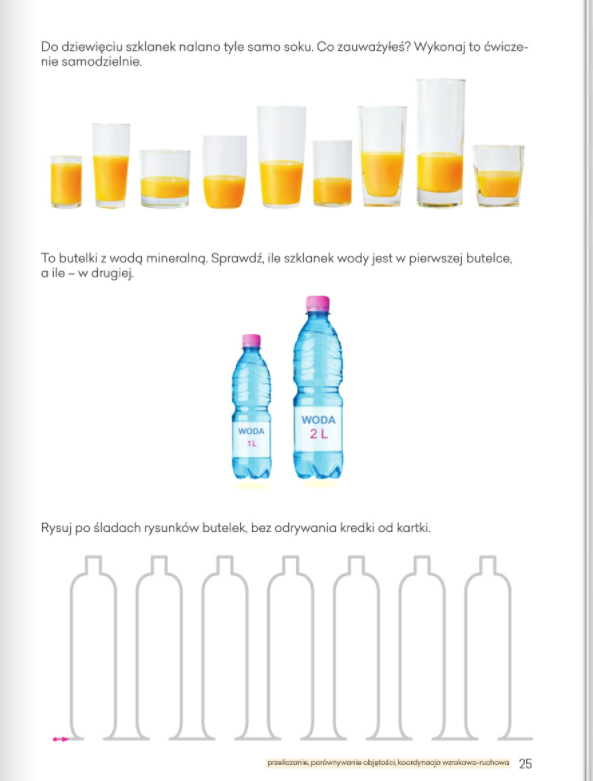 Do dziewięciu szklanek nalano tyle samo soku. Co zauważyłeś? Wykonaj to ćwicze-
nie samodzielnie.
To butelki z wodą mineralną. Sprawdź, ile szklanek wody jest w pierwszej butelce,
a ile – w drugiej.
WODA
1 L
WODA
2 L
Rysuj po śladach rysunków butelek, bez odrywania kredki od kartki.
przeliczanie, porównywanie objętości, koordynacja wzrokowo-ruchowa 25